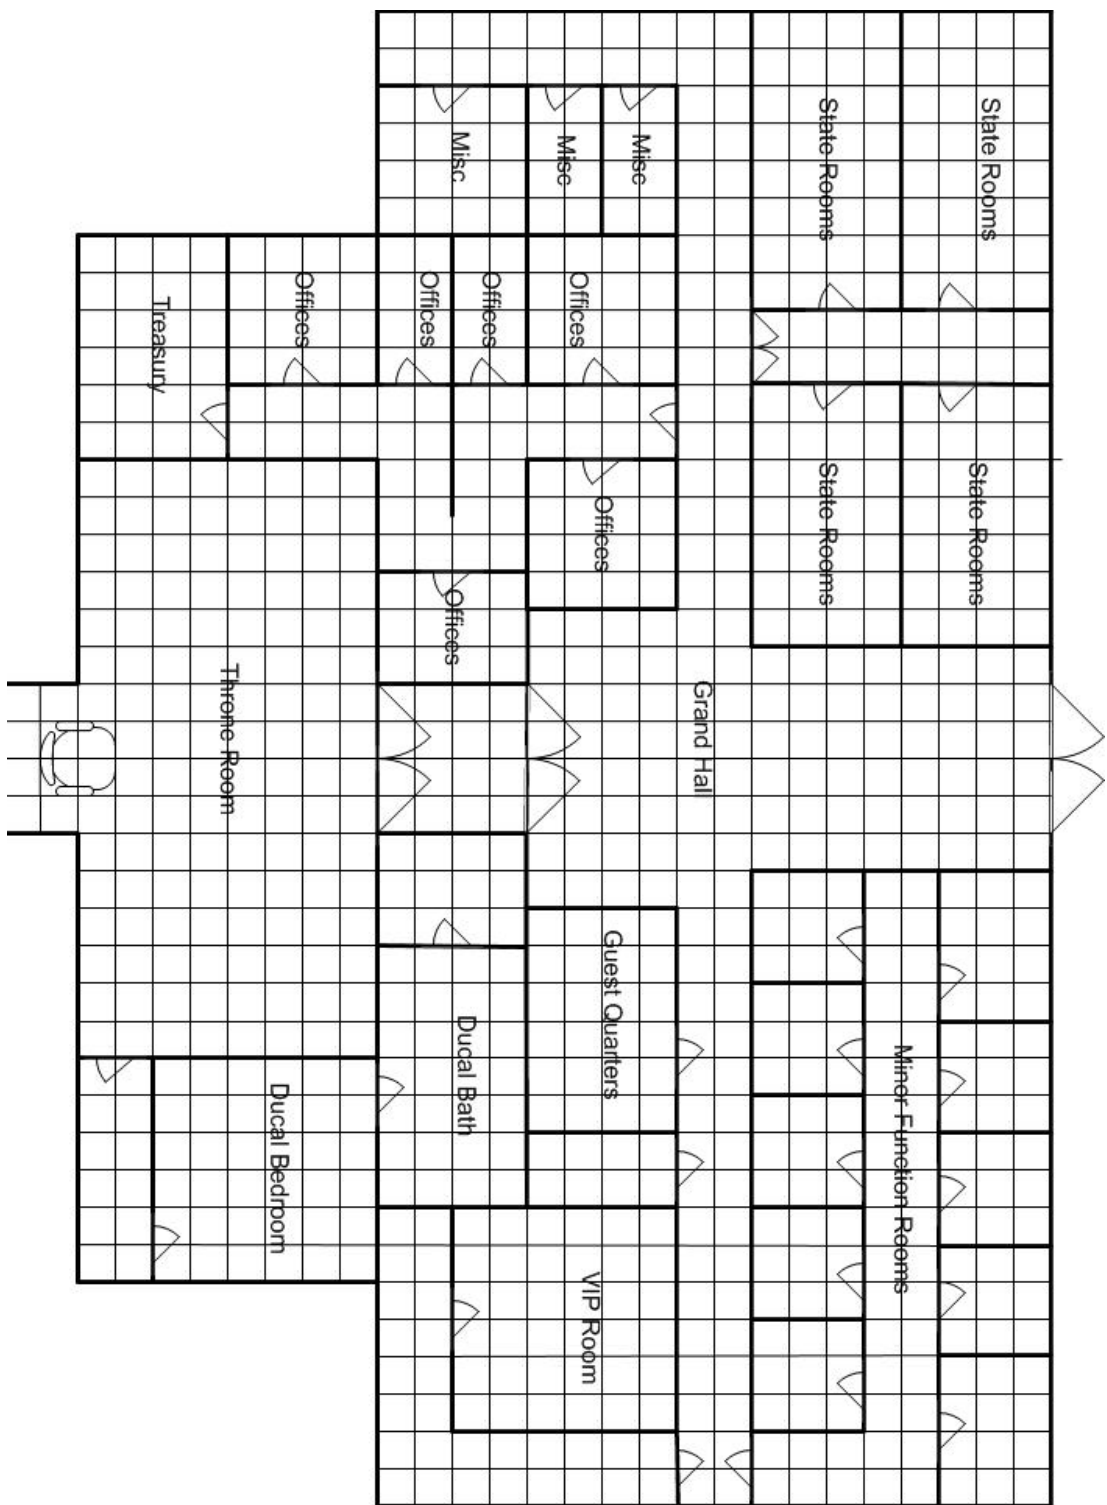 State Rooms
State Rooms
Misc
Misc
Misc
Offices
Offices
Offices
Offices
Treasury
State Rooms
State Rooms
Offices
Offices
Throne Room
Grand Hall
Guest Quarters
Ducal Bath
Minor Function Rooms
Ducal Bedroom
VIP Room